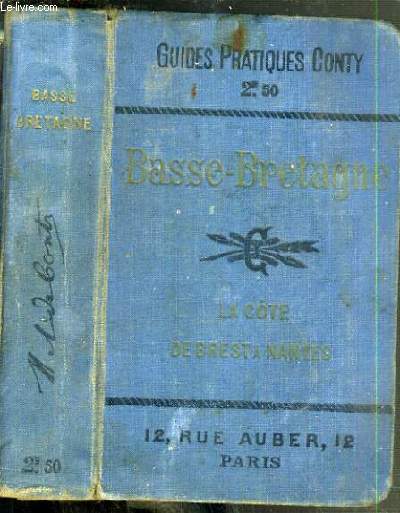 Le-livre.com
BASSE
BRETAGNE
2f 50
GUIDES PRATIQUES CONTY
2f 50
Basse-Bretagne
LA CÔTE
DE BREST A NANTES
12, RUE AUBER, 12
PARIS